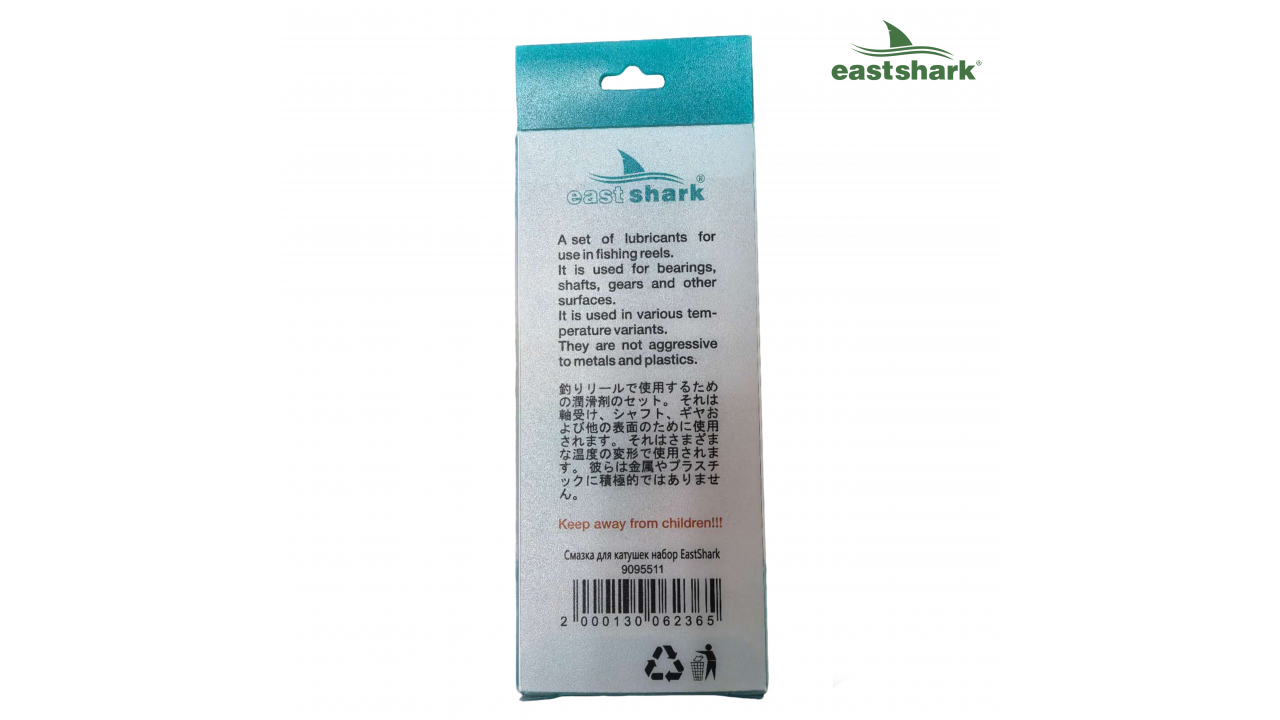 eastshark®
east shark®
A set of lubricants for
use in fishing reels.
It is used for bearings,
shafts, gears and other
surfaces.
It is used in various tem-
perature variants.
They are not aggressive
to metals and plastics.
釣りリールで使用するため
の潤滑剤のセット。 それは
軸受け、シャフト、ギヤお
よび他の表面のために使用
されます。 それはさまざま
な温度の変形で使用されま
す。 彼らは金属やプラスチ
ックに積極的ではありませ
ん。
Keep away from children!!!
Смазка для катушек набор EastShark
9095511
2 000130 062365